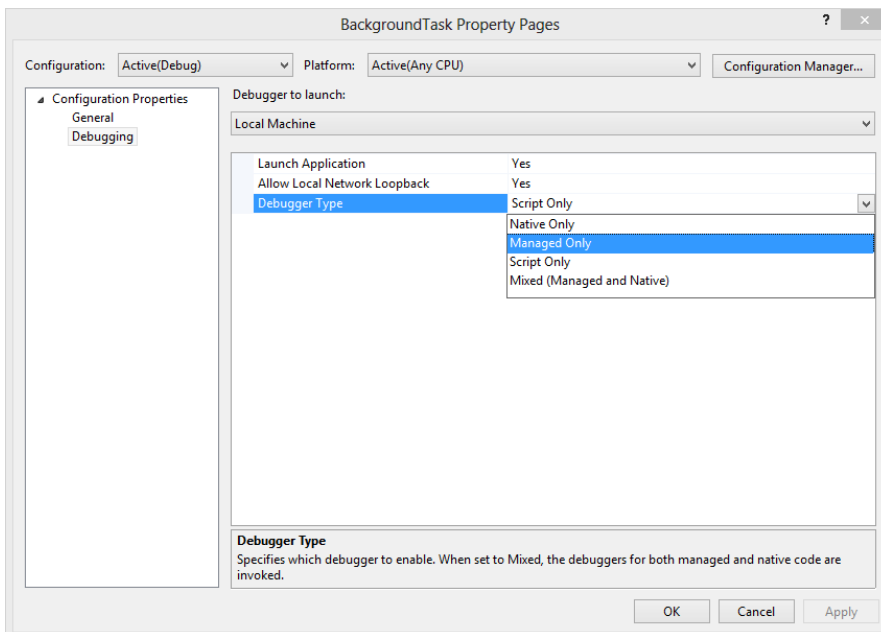 BackgroundTask Property Pages
?
Configuration: Active(Debug) Platform: Active(Any CPU) Configuration Manager...
Configuration Properties
General
Debugging
Debugger to launch:
Local Machine
Launch Application Yes
Allow Local Network Loopback Yes
Debugger Type Script Only
Native Only
Managed Only
Script Only
Mixed (Managed and Native)
Debugger Type
Specifies which debugger to enable. When set to Mixed, the debuggers for both managed and native code are
invoked.
OK Cancel Apply